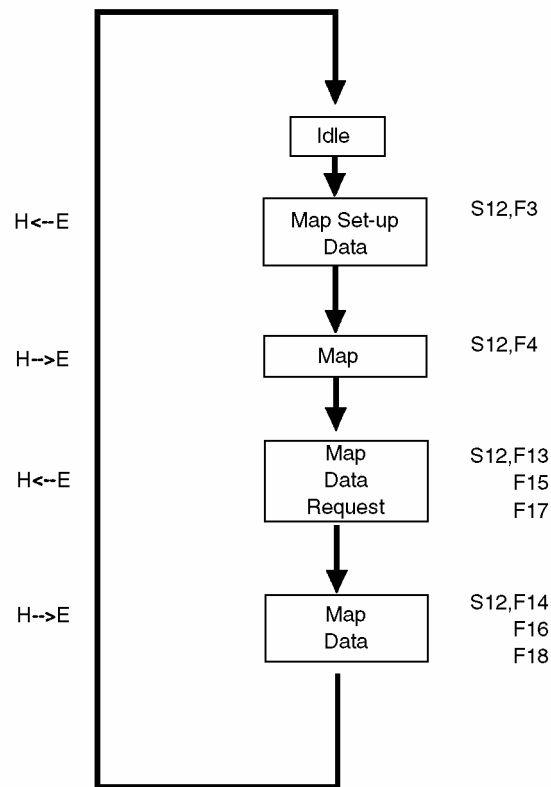 Idle
H<--E
Map Set-up
Data
S12,F3
H-->E
Map
S12,F4
H<--E
Map
Data
Request
S12,F13
F15
F17
H-->E
Map
Data
S12,F14
F16
F18